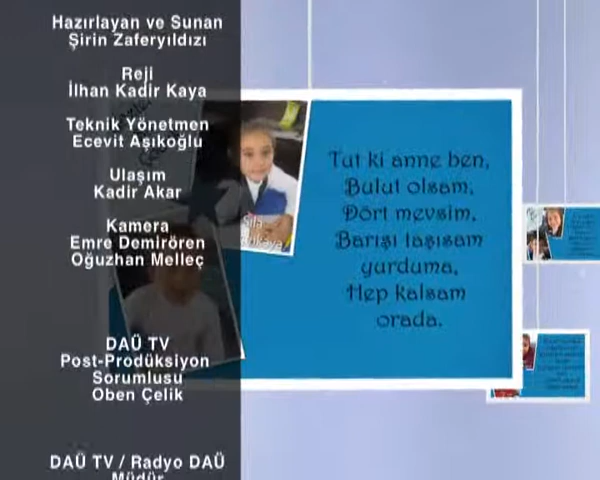 Hazırlayan ve Sunan
Şirin Zaferyıldızı
Reji
İlhan Kadir Kaya
Teknik Yönetmen
Ecevit Aşıkoğlu
Ulaşım
Kadir Akar
Kamera
Emre Demirören
Oğuzhan Melleç
DAÜ TV
Post-Prodüksiyon
Sorumlusu
Oben Çelik
DAÜ TV / Radyo DAÜ
Müdür
Tut ki anne ben,
Bulut olsam,
Dört mevsim,
Barışı taşısam
yurduma,
Hep kalsam
orada.